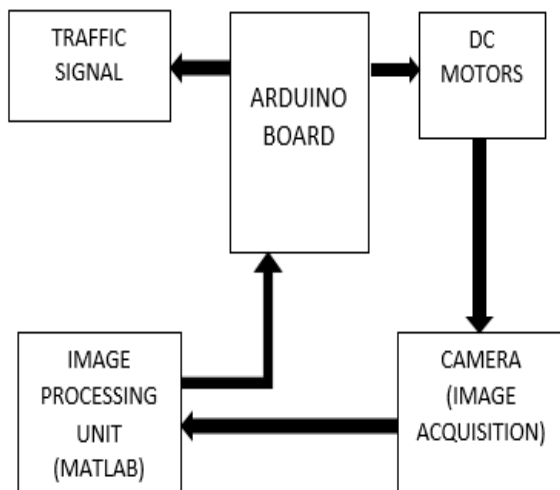 TRAFFIC
SIGNAL
ARDUINO
BOARD
DC
MOTORS
IMAGE
PROCESSING
UNIT
(MATLAB)
CAMERA
(IMAGE
ACQUISITION)